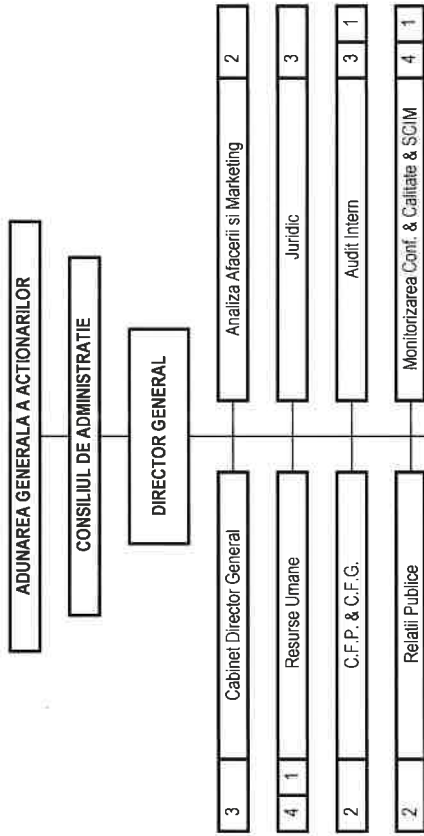 ADUNAREA GENERALA A ACTIONARILOR
CONSILIUL DE ADMINISTRATIE
DIRECTOR GENERAL
3 Cabinet Director General
Analiza Afacerii si Marketing 2
4 1 Resurse Umane
Juridic 3
2 C.F.P. & C.F.G.
Audit Intern 3 1
2 Relatii Publice
Monitorizarea Conf. & Calitate & SCIM 4 1